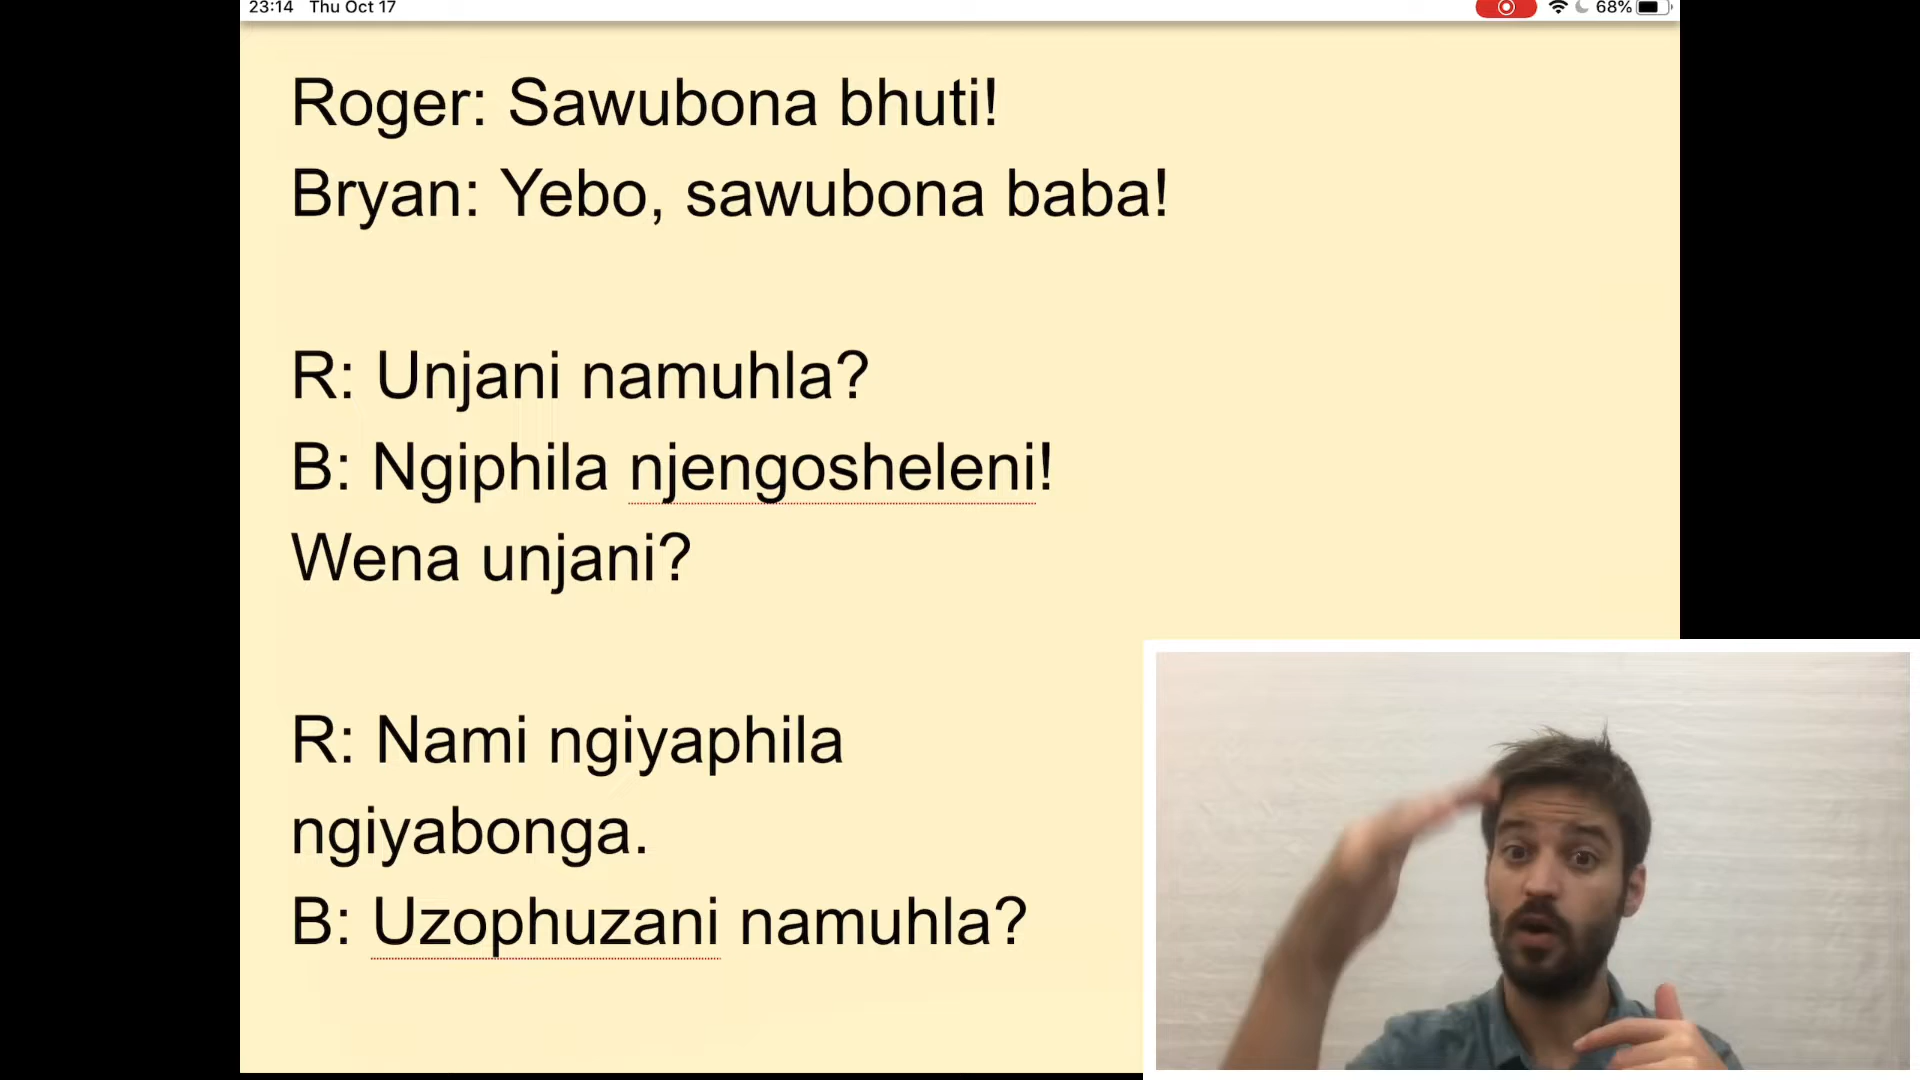 23:14 Thu Oct 17 68%
Roger: Sawubona bhuti!
Bryan: Yebo, sawubona baba!
R: Unjani namuhla?
B: Ngiphila njengosheleni!
Wena unjani?
R: Nami ngiyaphila
ngiyabonga.
B: Uzophuzani namuhla?